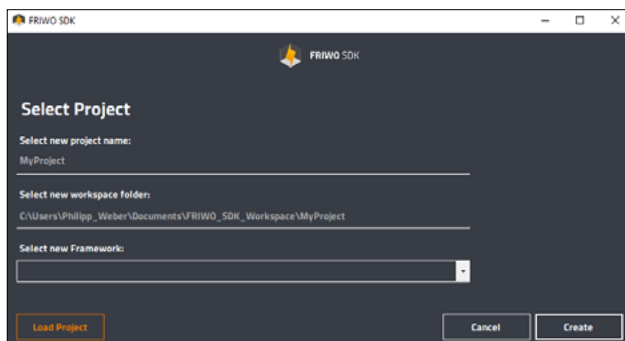 FRIWO SDK
FRIWO SDK
Select Project
Select new project name:
MyProject
Select new workspace folder:
C:\Users\Philipp_Weber\Documents\FRIWO_SDK_Workspace\MyProject
Select new Framework:
Load Project
Cancel
Create